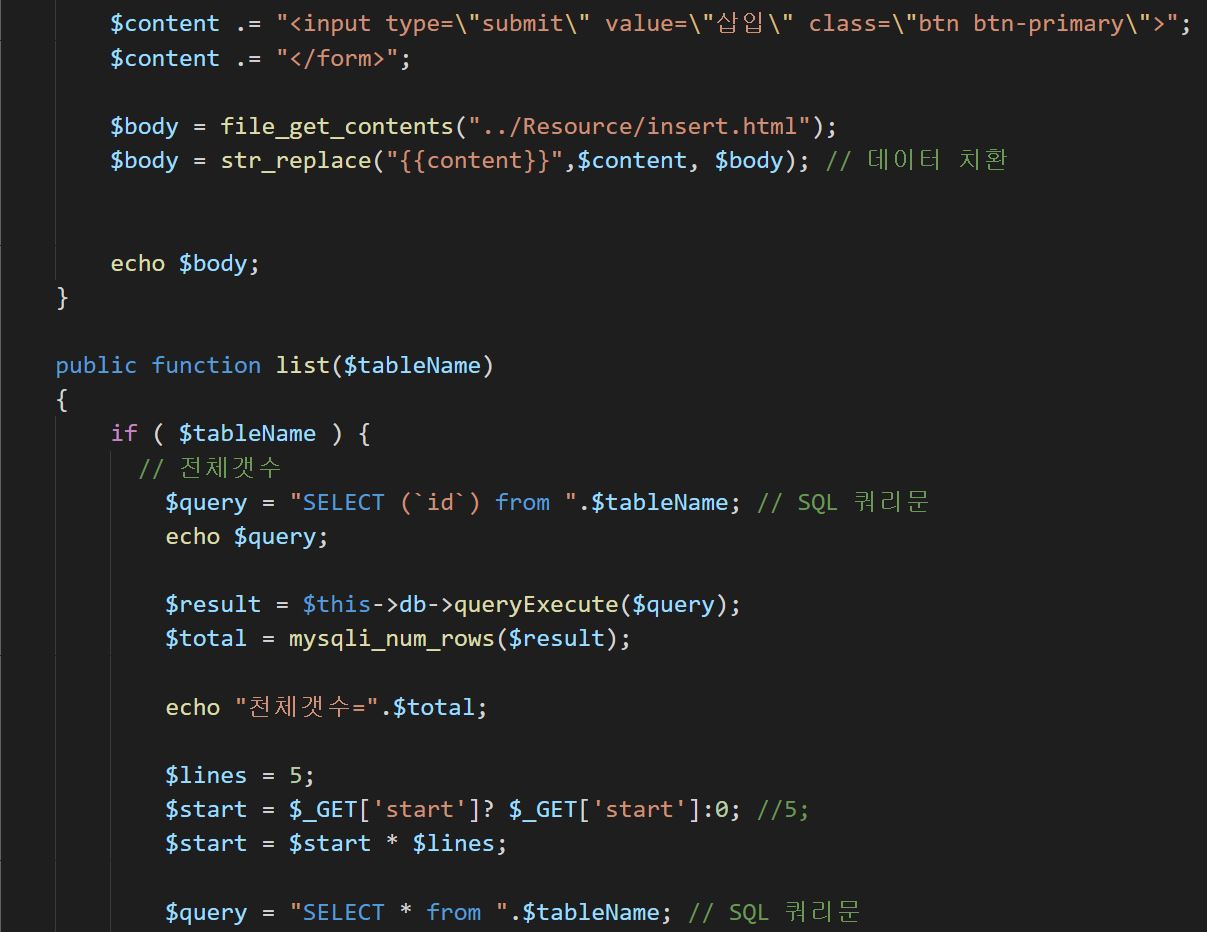 $content .= "<input type=\"submit\" value=\"삽입\" class=\"btn btn-primary\">";
$content .= "</form>";
$body = file_get_contents("../Resource/insert.html");
$body = str_replace("{{content}}",$content, $body); // 데이터 치환
echo $body;
}
public function list($tableName)
{
if ( $tableName ) {
// 전체갯수
$query = "SELECT (`id`) from ".$tableName; // SQL 쿼리문
echo $query;
$result = $this->db->queryExecute($query);
$total = mysqli_num_rows($result);
echo "천체갯수=".$total;
$lines = 5;
$start = $_GET['start']? $_GET['start']:0; //5;
$start = $start * $lines;
$query = "SELECT * from ".$tableName; // SQL 쿼리문